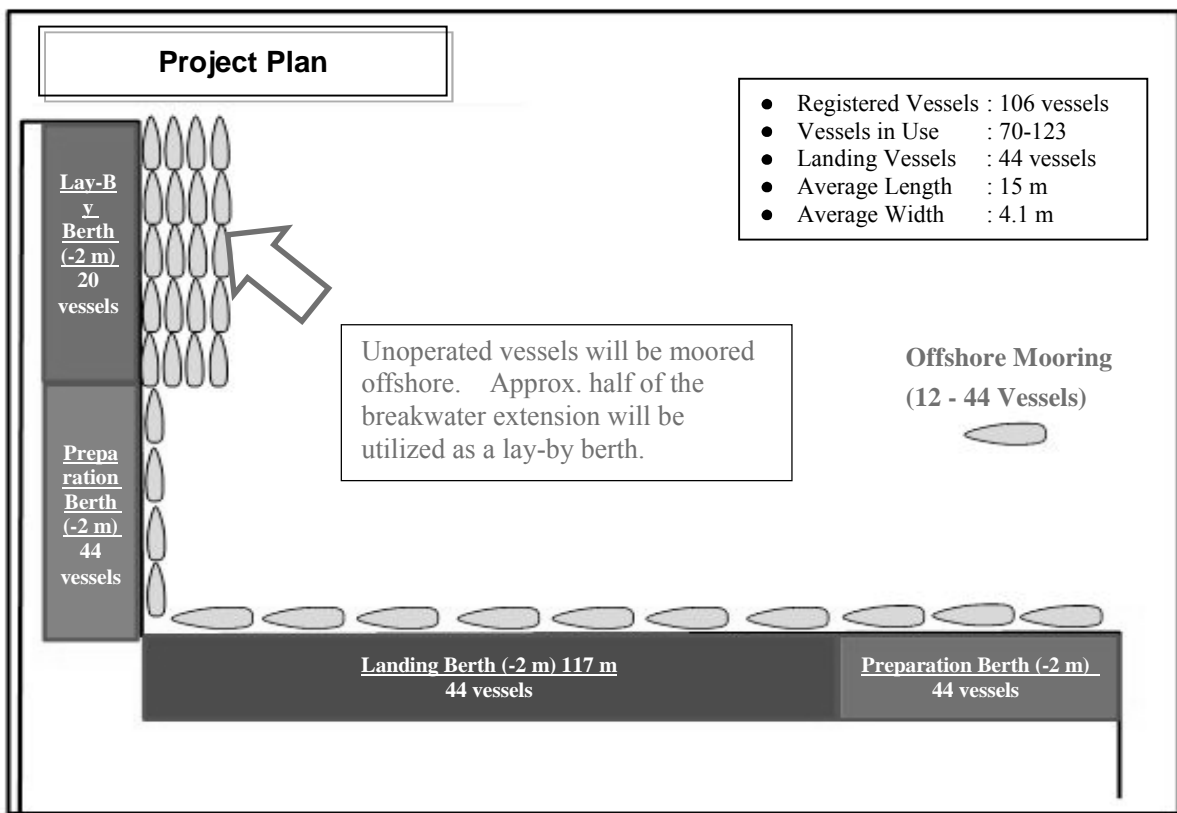 Project Plan
● Registered Vessels : 106 vessels
● Vessels in Use : 70-123
● Landing Vessels : 44 vessels
● Average Length : 15 m
● Average Width : 4.1 m
Lay-B
y
Berth
(-2 m)
20
vessels
Unoperated vessels will be moored
offshore. Approx. half of the
breakwater extension will be
utilized as a lay-by berth.
Offshore Mooring
(12 - 44 Vessels)
Prepa
ration
Berth
(-2 m)
44
vessels
Landing Berth (-2 m) 117 m
44 vessels
Preparation Berth (-2 m)
44 vessels